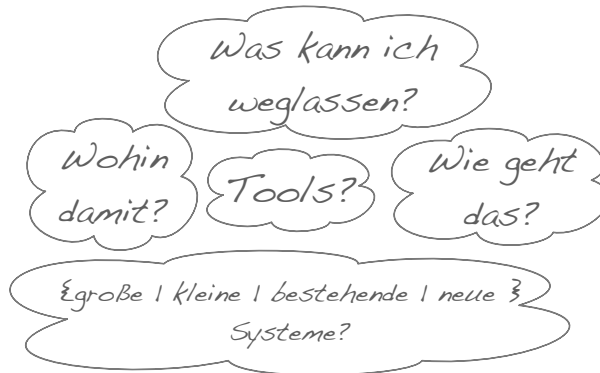 Was kann ich
weglassen?
Wohin
damit?
Tools?
Wie geht
das?
{große | kleine | bestehende | neue }
Systeme?